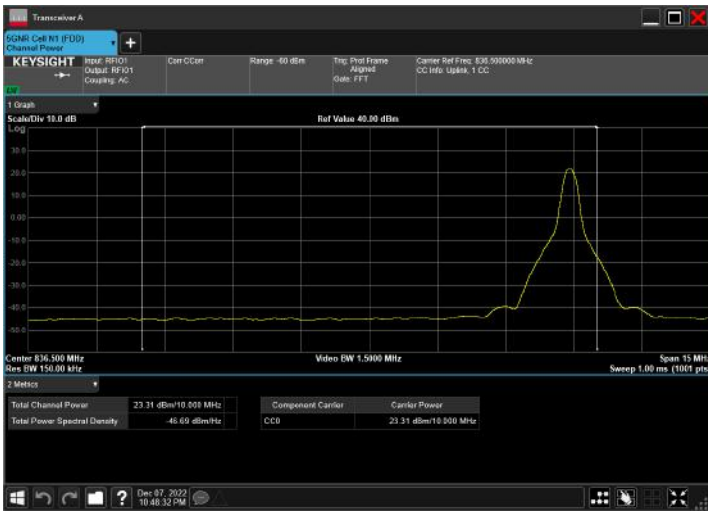 Transceiver A
5GNR Cell N1 (FDD)
Channel Power
KEYSIGHT
Input: RFIO1
Output: RFIO1
Coupling: AC
Corr CCorr
Range: -60 dBm
Trig: Prot Frame
Aligned
Gate: FFT
Carrier Ref Freq: 836.500000 MHz
CC Info: Uplink, 1 CC
1 Graph
Scale/Div 10.0 dB
Ref Value 40.00 dBm
Log
30.0
20.0
10.0
0.00
-10.0
-20.0
-30.0
-40.0
-50.0
Center 836.500 MHz
Video BW 1.5000 MHz
Span 15 MH
Res BW 150.00 kHz
Sweep 1.00 ms (1001 pts
2 Metrics
Total Channel Power 23.31 dBm/10.000 MHz
Total Power Spectral Density -46.69 dBm/Hz
Component Carrier Carrier Power
CC0 23.31 dBm/10.000 MHz
Dec 07, 2022
10:48:32 PM